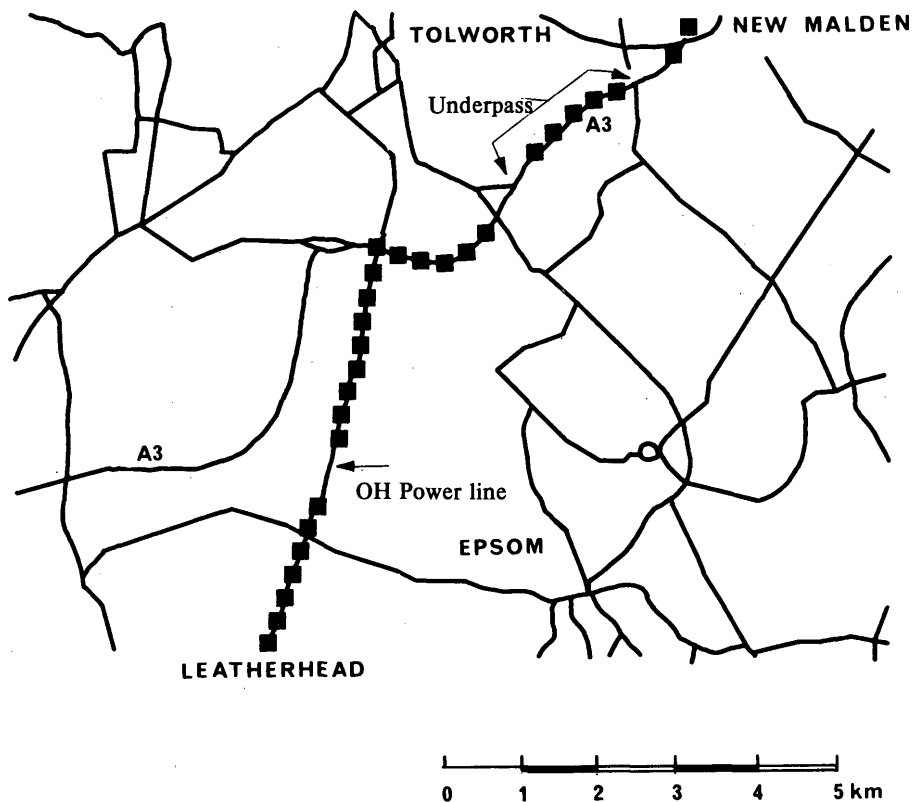 TOLWORTH
NEW MALDEN
Underpass
A3
A3
OH Power line
EPSOM
LEATHERHEAD
0 1 2 3 4 5 km